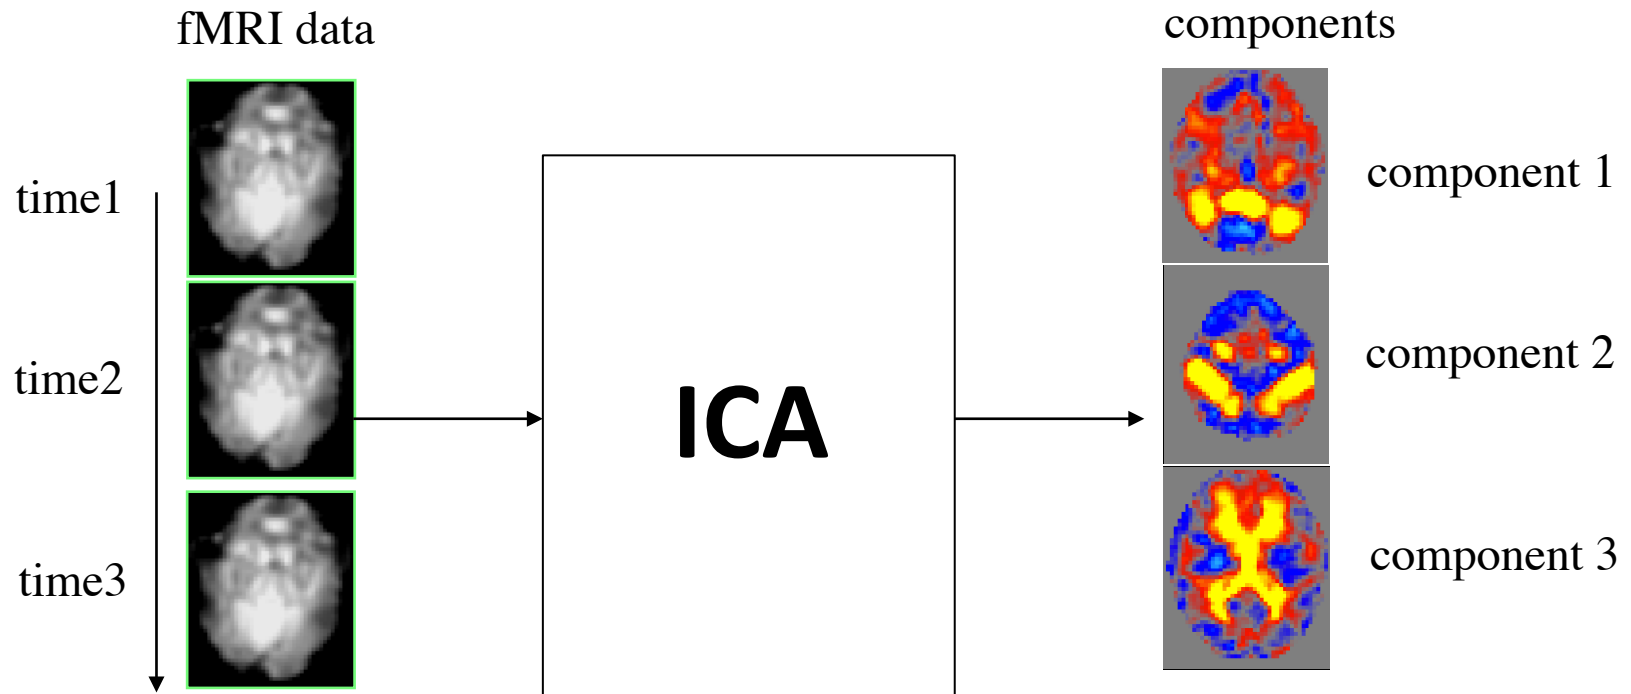 fMRI data
components
time1
time2
time3
ICA
component 1
component 2
component 3